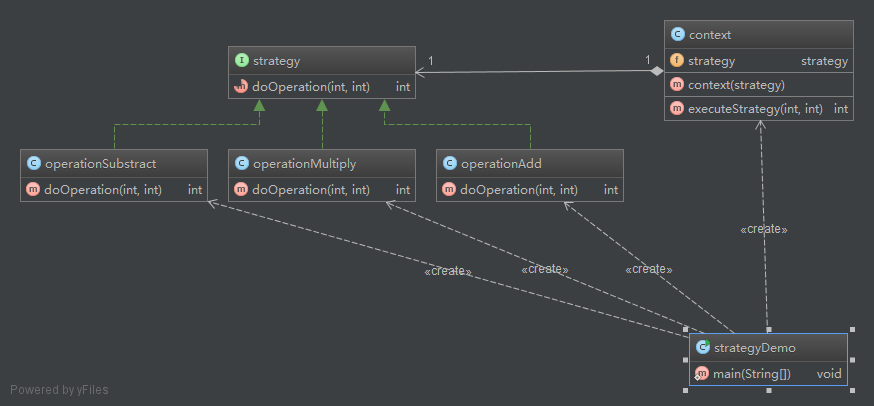 context
strategy strategy
context(strategy)
executeStrategy(int, int) int
strategy
doOperation(int, int) int
1
1
operationSubstract
doOperation(int, int) int
operationMultiply
doOperation(int, int) int
operationAdd
doOperation(int, int) int
«create»
«create»
«create»
«create»
strategyDemo
main(String[]) void
Powered by yFiles